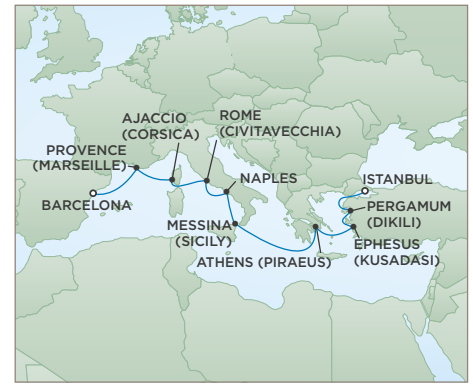 AJACCIO
(CORSICA)
ROME
(CIVITAVECCHIA)
PROVENCE
(MARSEILLE)
BARCELONA
NAPLES
ISTANBUL
MESSINA
(SICILY)
PERGAMUM
(DIKILI)
ATHENS (PIRAEUS)
EPHESUS
(KUSADASI)